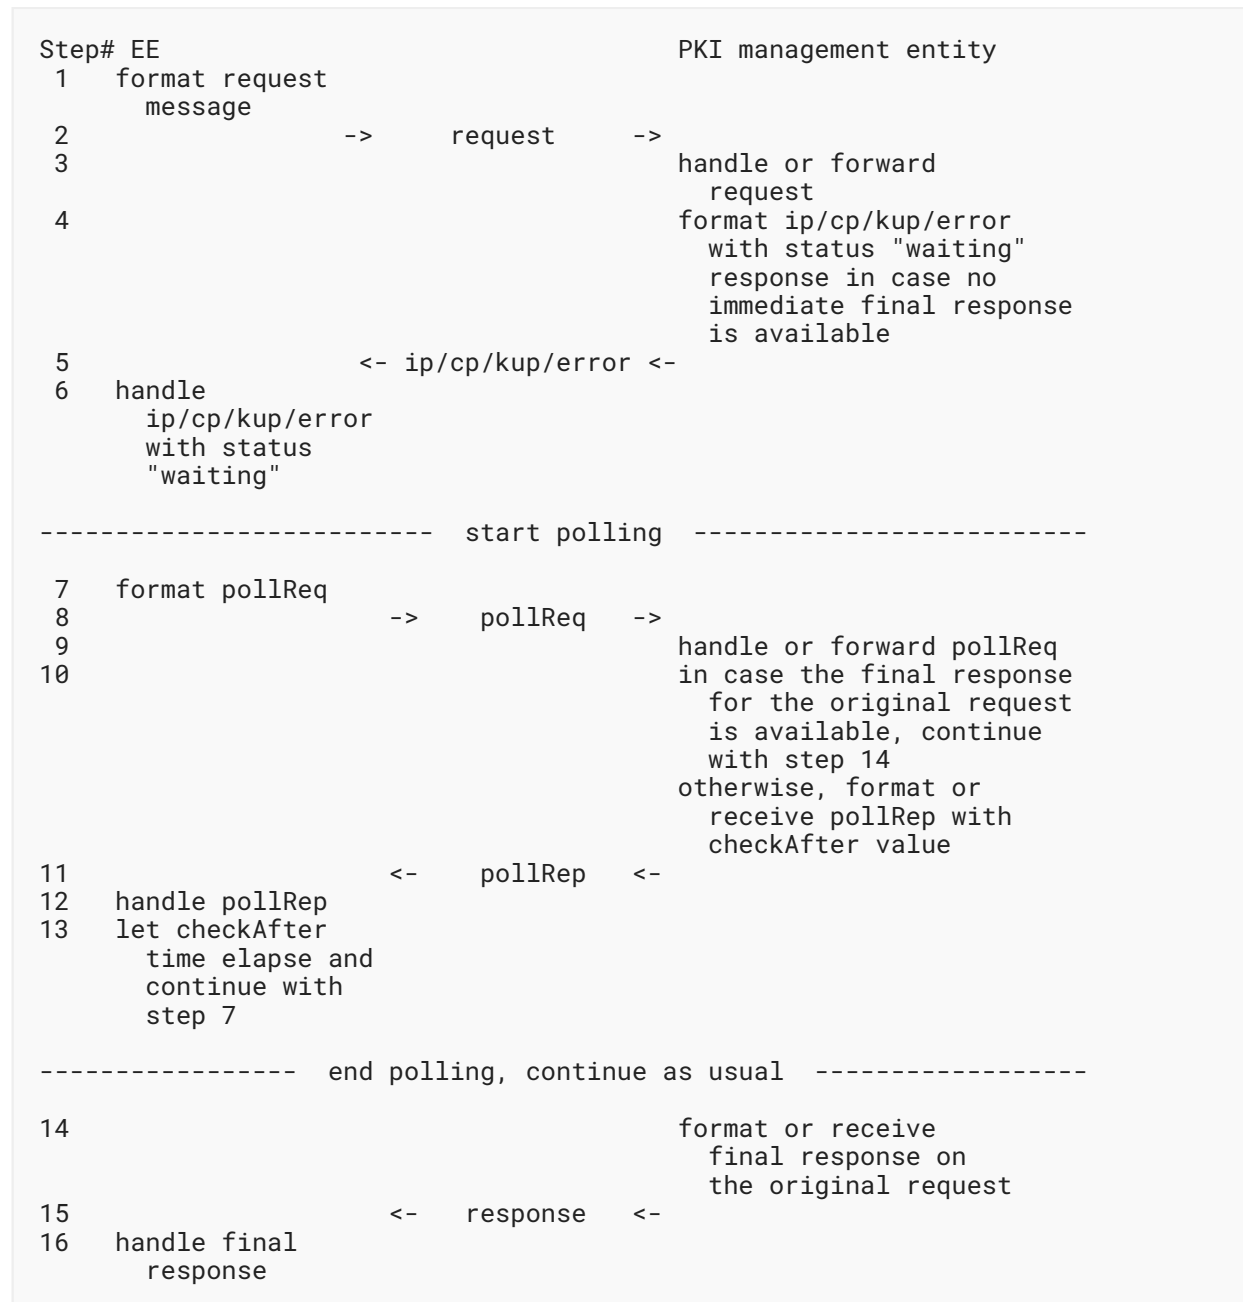 Step# EE                                  PKI management entity
 1   format request
       message
 2                  ->     request     ->
 3                                        handle or forward
                                            request
 4                                        format ip/cp/kup/error
                                            with status "waiting"
                                            response in case no
                                            immediate final response
                                            is available
 5                   <- ip/cp/kup/error <-
 6   handle
       ip/cp/kup/error
       with status
       "waiting"
--------------------------  start polling  --------------------------
 7   format pollReq
 8                     ->    pollReq   ->
 9                                        handle or forward pollReq
10                                        in case the final response
                                            for the original request
                                            is available, continue
                                            with step 14
                                          otherwise, format or
                                            receive pollRep with
                                            checkAfter value
11                     <-    pollRep   <-
12   handle pollRep
13   let checkAfter
       time elapse and
       continue with
       step 7
-----------------  end polling, continue as usual  ------------------
14                                        format or receive
                                            final response on
                                            the original request
15                     <-   response   <-
16   handle final
       response